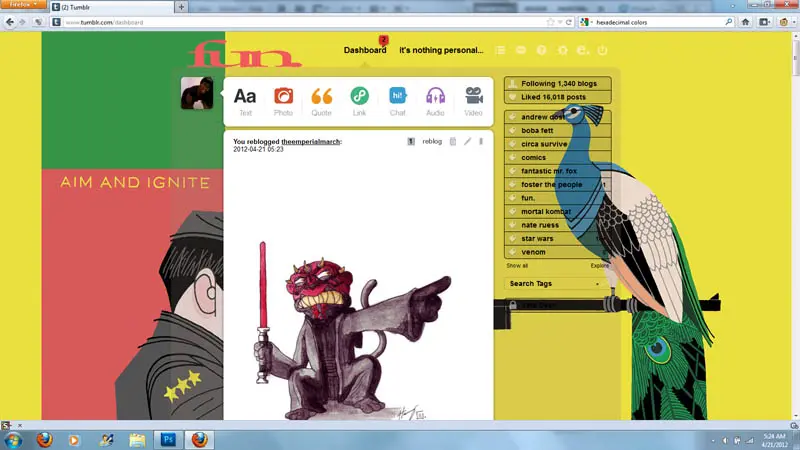 Firefox
(2) Tumblr
www.tumblr.com/dashboard
hexadecimal colors
fun.
Dashboard
2
it's nothing personal...
Aa
Text
Photo
Quote
Link
hi!
Chat
Audio
Video
Following 1,340 blogs
Liked 16,018 posts
andrew dost
boba fett
circa survive
comics
fantastic mr. fox
foster the people
fun.
mortal kombat
nate ruess
star wars
venom
Show all
Explore
Search Tags
You reblogged theemperialmarch:
2012-04-21 05:23
1
reblog
AIM AND IGNITE
S
Ps
5:24 AM
4/21/2012